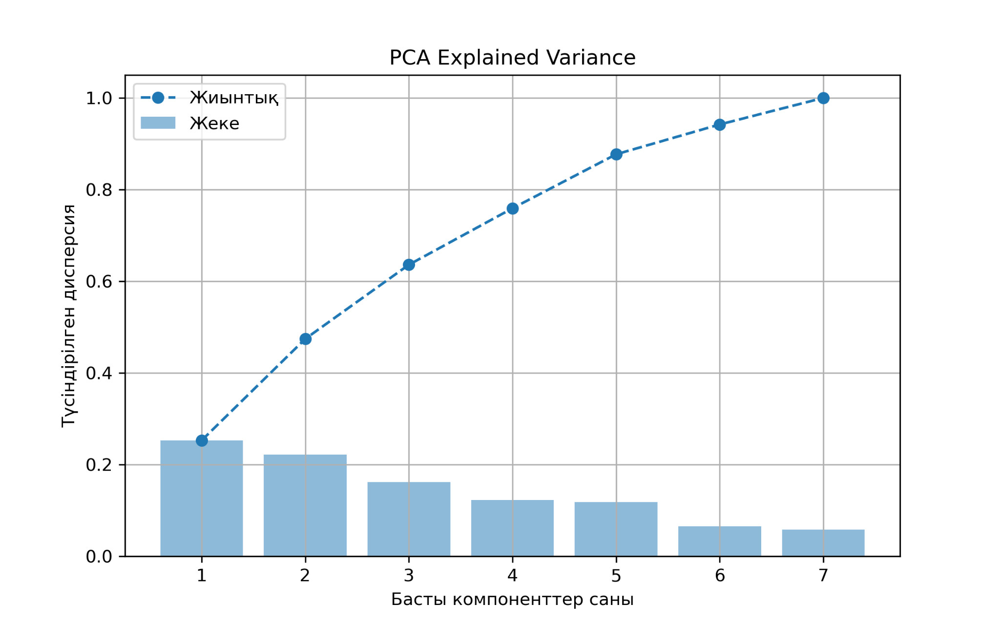 PCA Explained Variance
Жиынтық
Жеке
1.0
0.8
0.6
0.4
0.2
0.0
Түсіндірілген дисперсия
1 2 3 4 5 6 7
Басты компоненттер саны